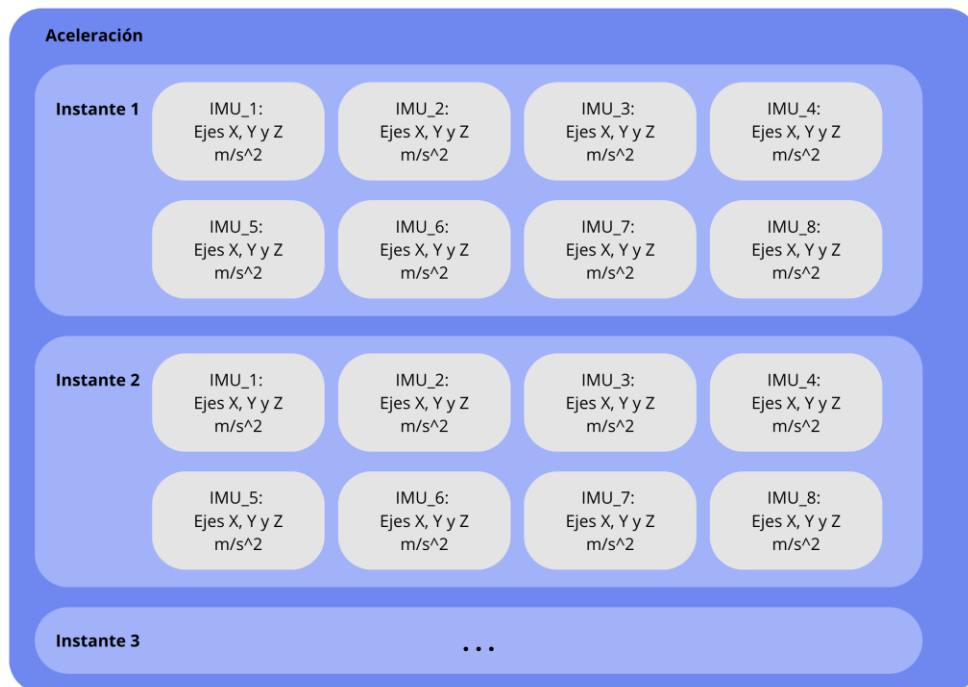 Aceleración
Instante 1
IMU_1:
Ejes X, Y y Z
m/s^2
IMU_2:
Ejes X, Y y Z
m/s^2
IMU_3:
Ejes X, Y y Z
m/s^2
IMU_4:
Ejes X, Y y Z
m/s^2
IMU_5:
Ejes X, Y y Z
m/s^2
IMU_6:
Ejes X, Y y Z
m/s^2
IMU_7:
Ejes X, Y y Z
m/s^2
IMU_8:
Ejes X, Y y Z
m/s^2
Instante 2
IMU_1:
Ejes X, Y y Z
m/s^2
IMU_2:
Ejes X, Y y Z
m/s^2
IMU_3:
Ejes X, Y y Z
m/s^2
IMU_4:
Ejes X, Y y Z
m/s^2
IMU_5:
Ejes X, Y y Z
m/s^2
IMU_6:
Ejes X, Y y Z
m/s^2
IMU_7:
Ejes X, Y y Z
m/s^2
IMU_8:
Ejes X, Y y Z
m/s^2
Instante 3
...